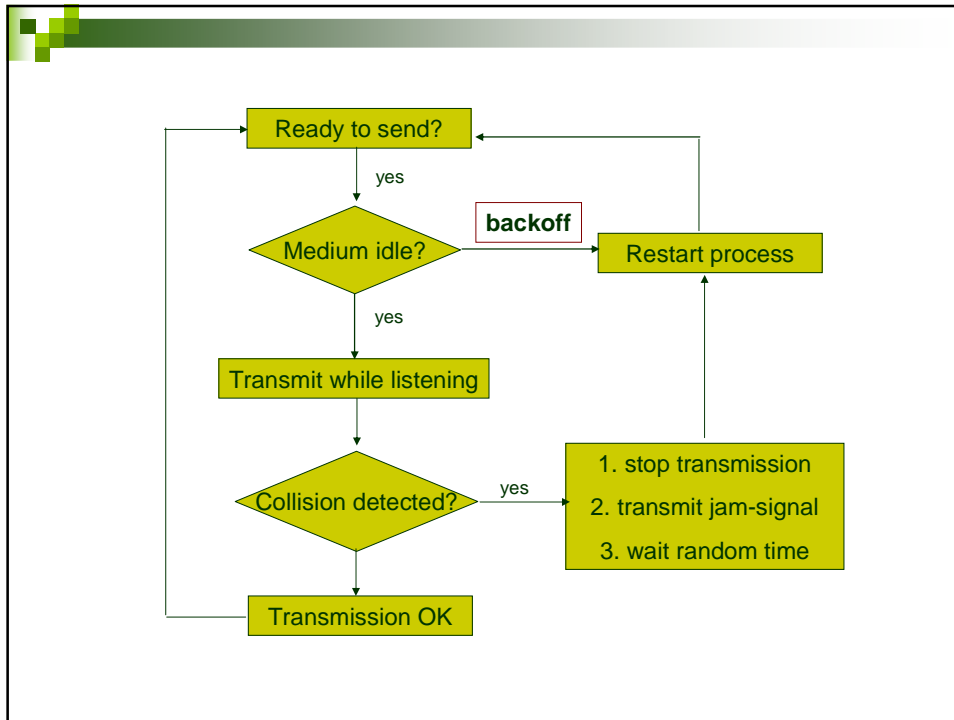 Ready to send?
yes
backoff
Medium idle?
Restart process
yes
Transmit while listening
1. stop transmission
Collision detected?
yes
2. transmit jam-signal
3. wait random time
Transmission OK